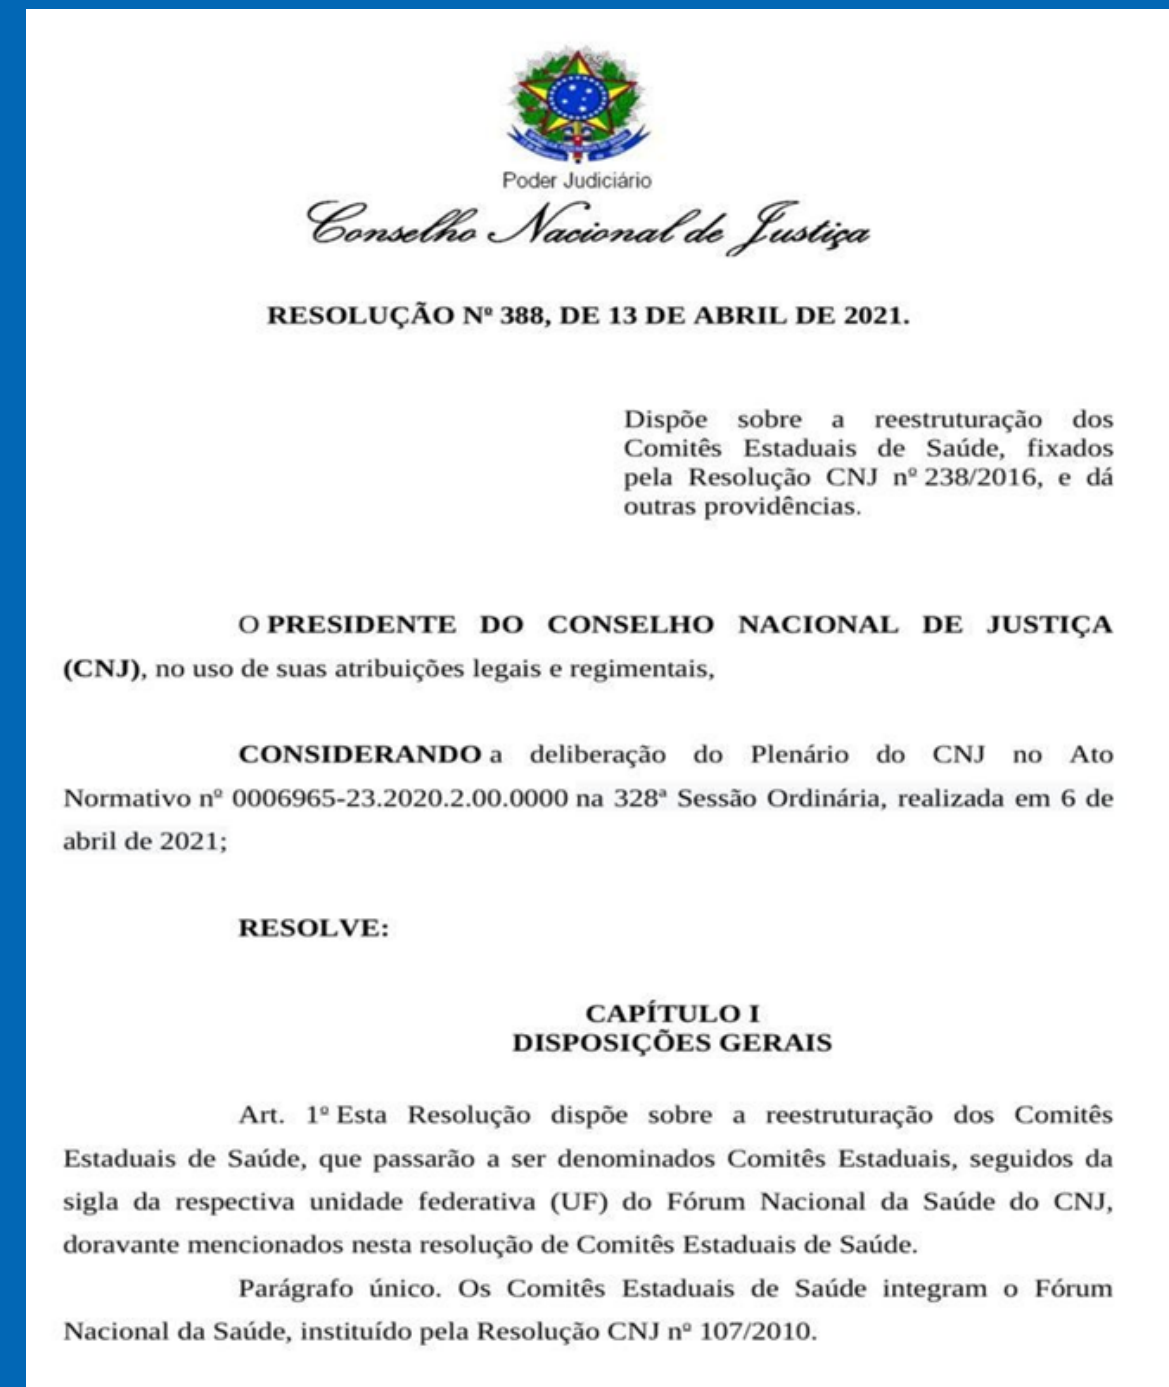 Poder Judiciário
Conselho Nacional de Justiça
RESOLUÇÃO Nº 388, DE 13 DE ABRIL DE 2021.
Dispõe sobre a reestruturação dos
Comitês Estaduais de Saúde, fixados
pela Resolução CNJ nº 238/2016, e dá
outras providências.
O PRESIDENTE DO CONSELHO NACIONAL DE JUSTIÇA
(CNJ), no uso de suas atribuições legais e regimentais,
CONSIDERANDO a deliberação do Plenário do CNJ no Ato
Normativo nº 0006965-23.2020.2.00.0000 na 328ª Sessão Ordinária, realizada em 6 de
abril de 2021;
RESOLVE:
CAPÍTULO I
DISPOSIÇÕES GERAIS
Art. 1º Esta Resolução dispõe sobre a reestruturação dos Comitês
Estaduais de Saúde, que passarão a ser denominados Comitês Estaduais, seguidos da
sigla da respectiva unidade federativa (UF) do Fórum Nacional da Saúde do CNJ,
doravante mencionados nesta resolução de Comitês Estaduais de Saúde.
Parágrafo único. Os Comitês Estaduais de Saúde integram o Fórum
Nacional da Saúde, instituído pela Resolução CNJ nº 107/2010.